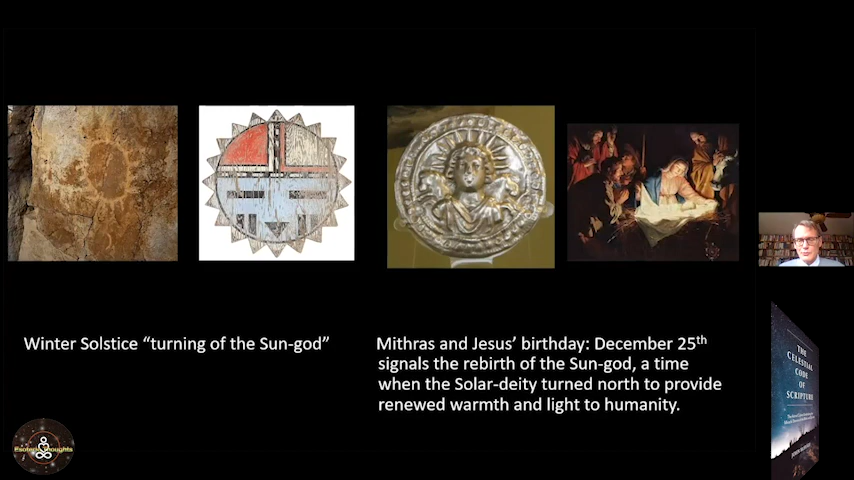 Winter Solstice “turning of the Sun-god”
Mithras and Jesus’ birthday: December 25th
signals the rebirth of the Sun-god, a time
when the Solar-deity turned north to provide
renewed warmth and light to humanity.
THE
CELESTIAL
CODE
OF
SCRIPTURE
Esoteric Thoughts